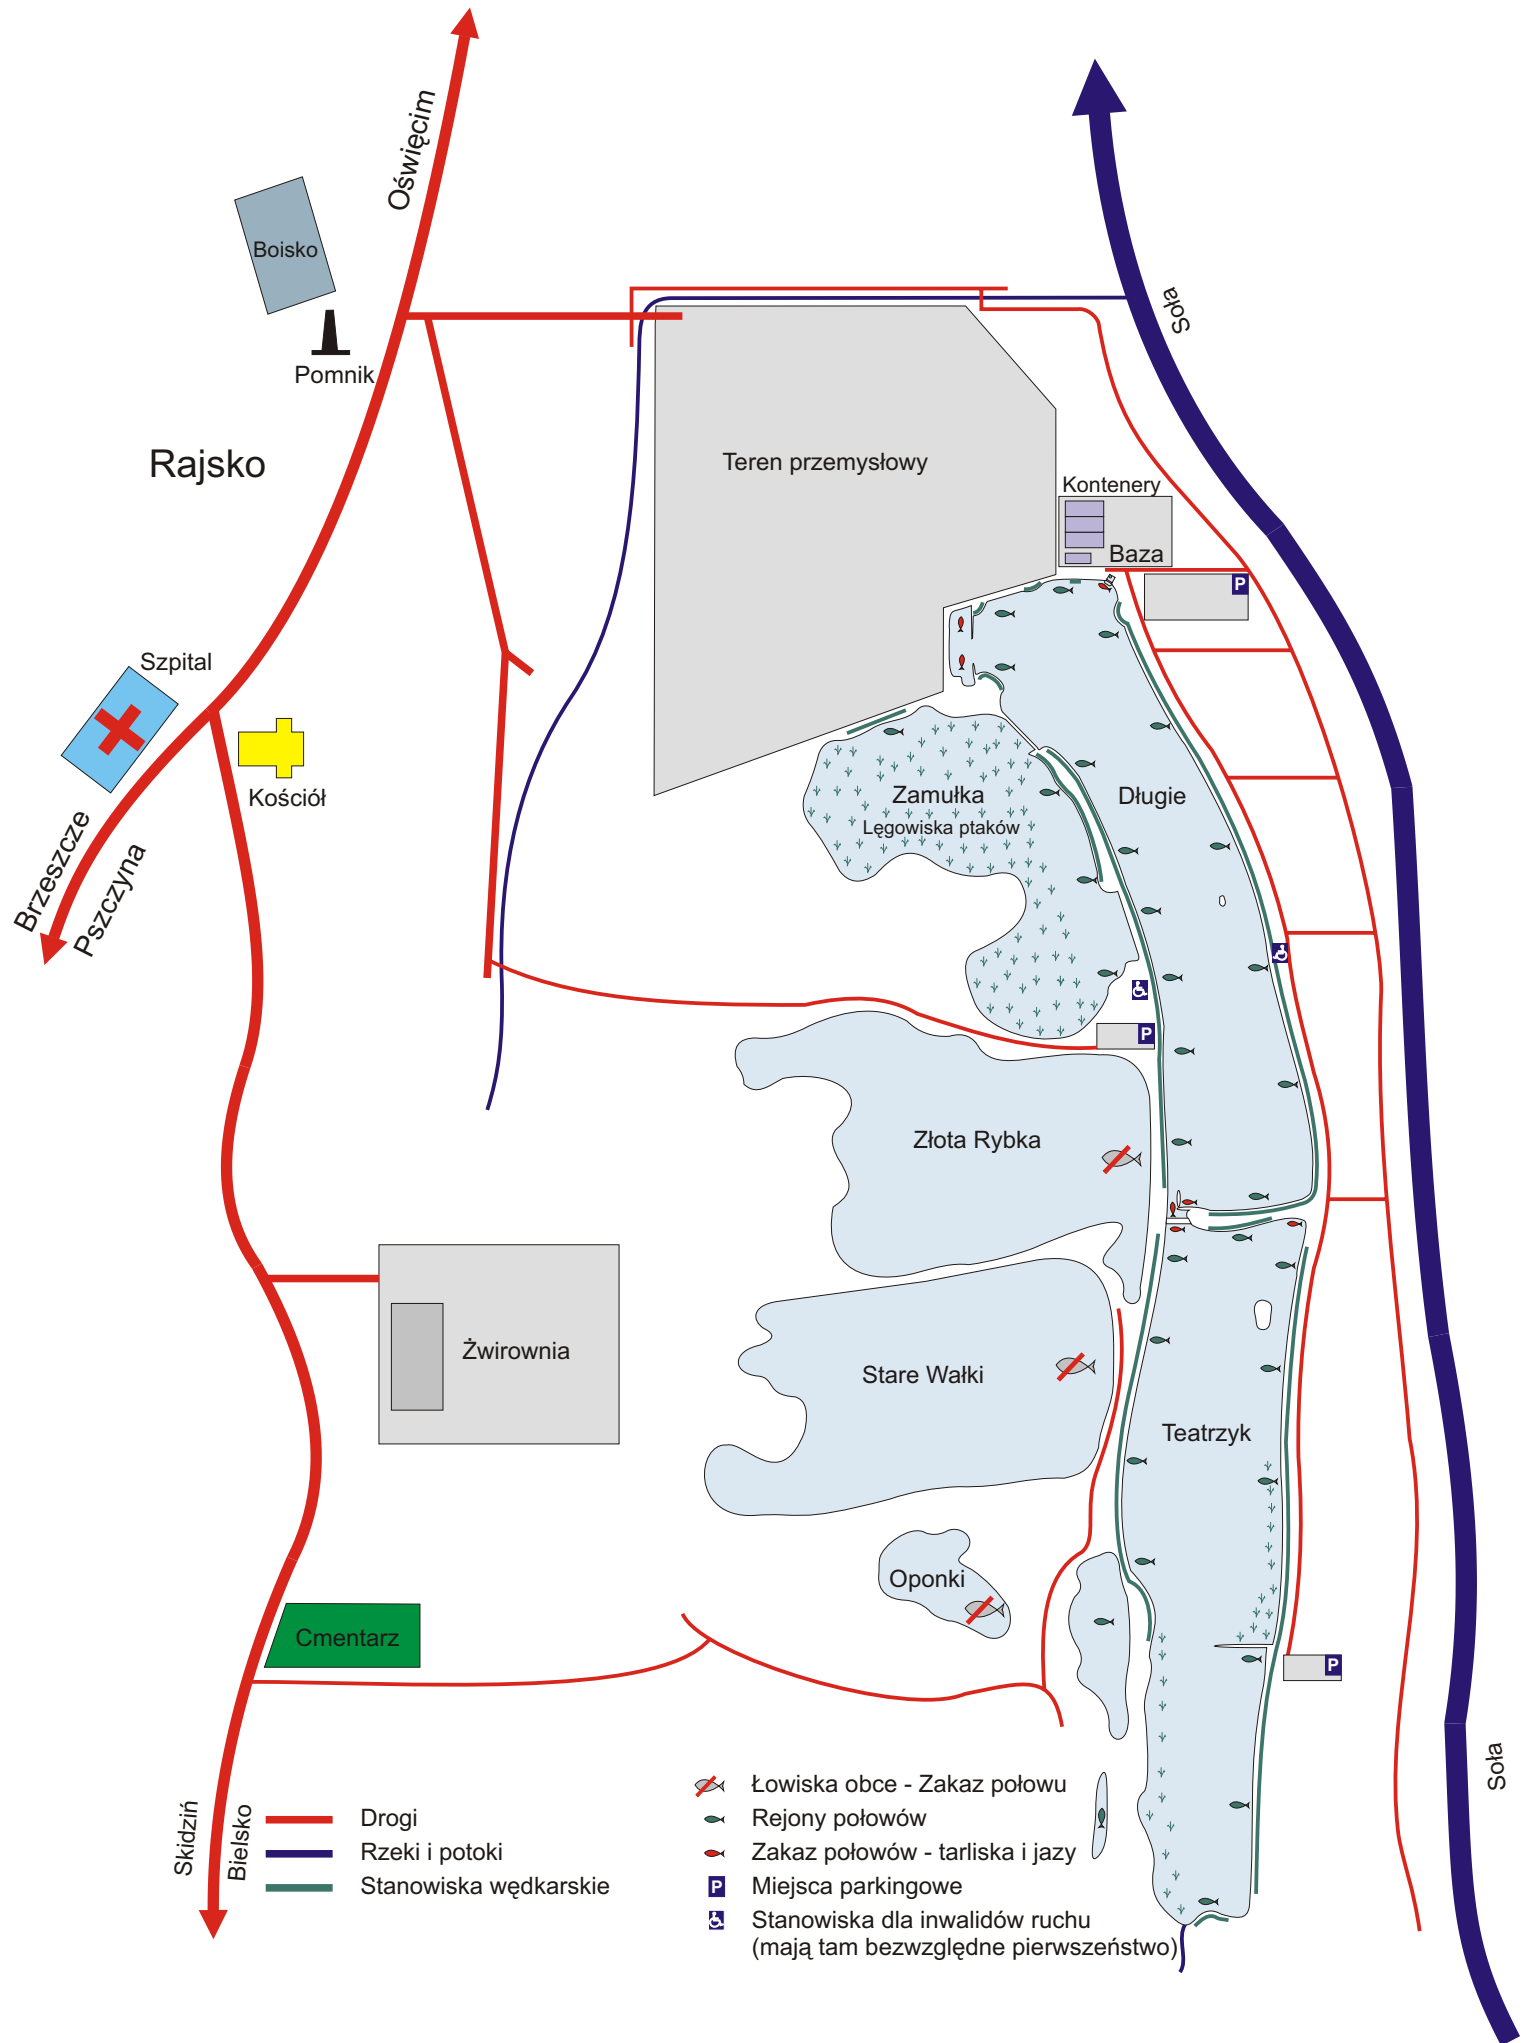 Oświęcim
Boisko
Soła
Pomnik
Rajsko
Teren przemysłowy
Kontenery
Baza
P
Szpital
Kościół
Zamułka
Długie
Lęgowiska ptaków
Brzeszcze
Pszczyna
P
Złota Rybka
Żwirownia
Stare Wałki
Teatrzyk
Oponki
Cmentarz
P
Soła
Skidziń
Bielsko
Drogi
Rzeki i potoki
Stanowiska wędkarskie
Łowiska obce - Zakaz połowu
Rejony połowów
Zakaz połowów - tarliska i jazy
P Miejsca parkingowe
Stanowiska dla inwalidów ruchu
(mają tam bezwzględne pierwszeństwo)